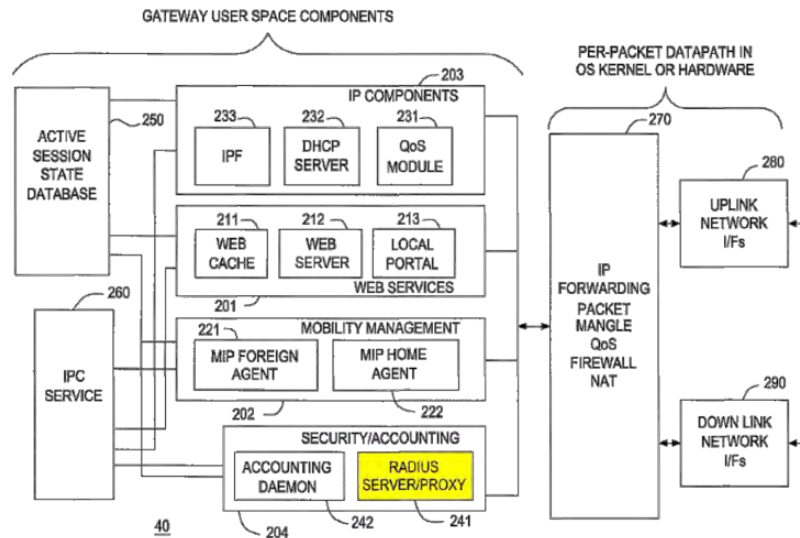 GATEWAY USER SPACE COMPONENTS
PER-PACKET DATAPATH IN
OS KERNEL OR HARDWARE
250
ACTIVE
SESSION
STATE
DATABASE
203
IP COMPONENTS
233
IPF
232
DHCP
SERVER
231
QoS
MODULE
211
WEB
CACHE
212
WEB
SERVER
213
LOCAL
PORTAL
201
WEB SERVICES
260
IPC
SERVICE
MOBILITY MANAGEMENT
221
MIP FOREIGN
AGENT
MIP HOME
AGENT
202
222
SECURITY/ACCOUNTING
ACCOUNTING
DAEMON
RADIUS
SERVER/PROXY
242
241
204
40
270
IP
FORWARDING
PACKET
MANGLE
QoS
FIREWALL
NAT
280
UPLINK
NETWORK
I/Fs
290
DOWN LINK
NETWORK
I/Fs